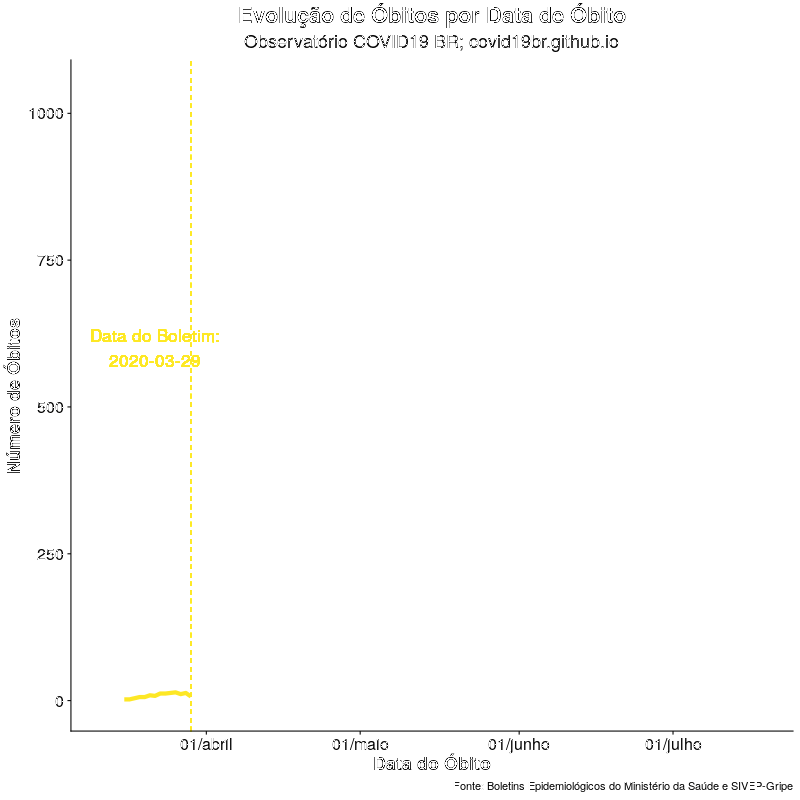 Evolução de Óbitos por Data de Óbito
Observatório COVID19 BR; covid19br.github.io
1000
750
500
250
0
Número de Óbitos
Data do Boletim:
2020-03-29
01/abril
01/maio
01/junho
01/julho
Data do Óbito
Fonte: Boletins Epidemiológicos do Ministério da Saúde e SIVEP-Gripe